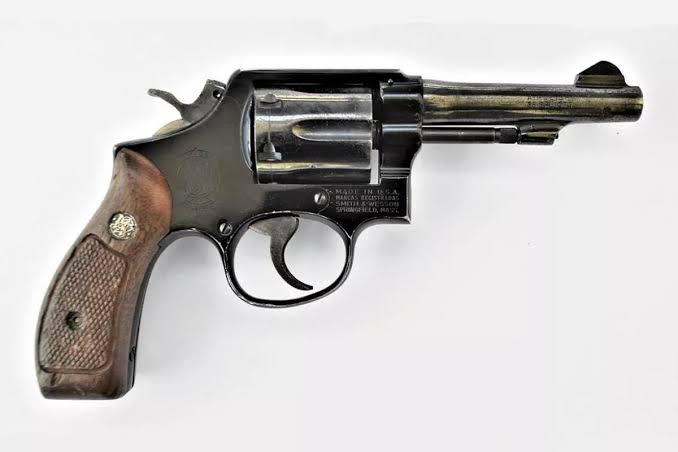 MADE IN U.S.A.
MARCAS REGISTRADAS
SMITH & WESSON
SPRINGFIELD, MASS.